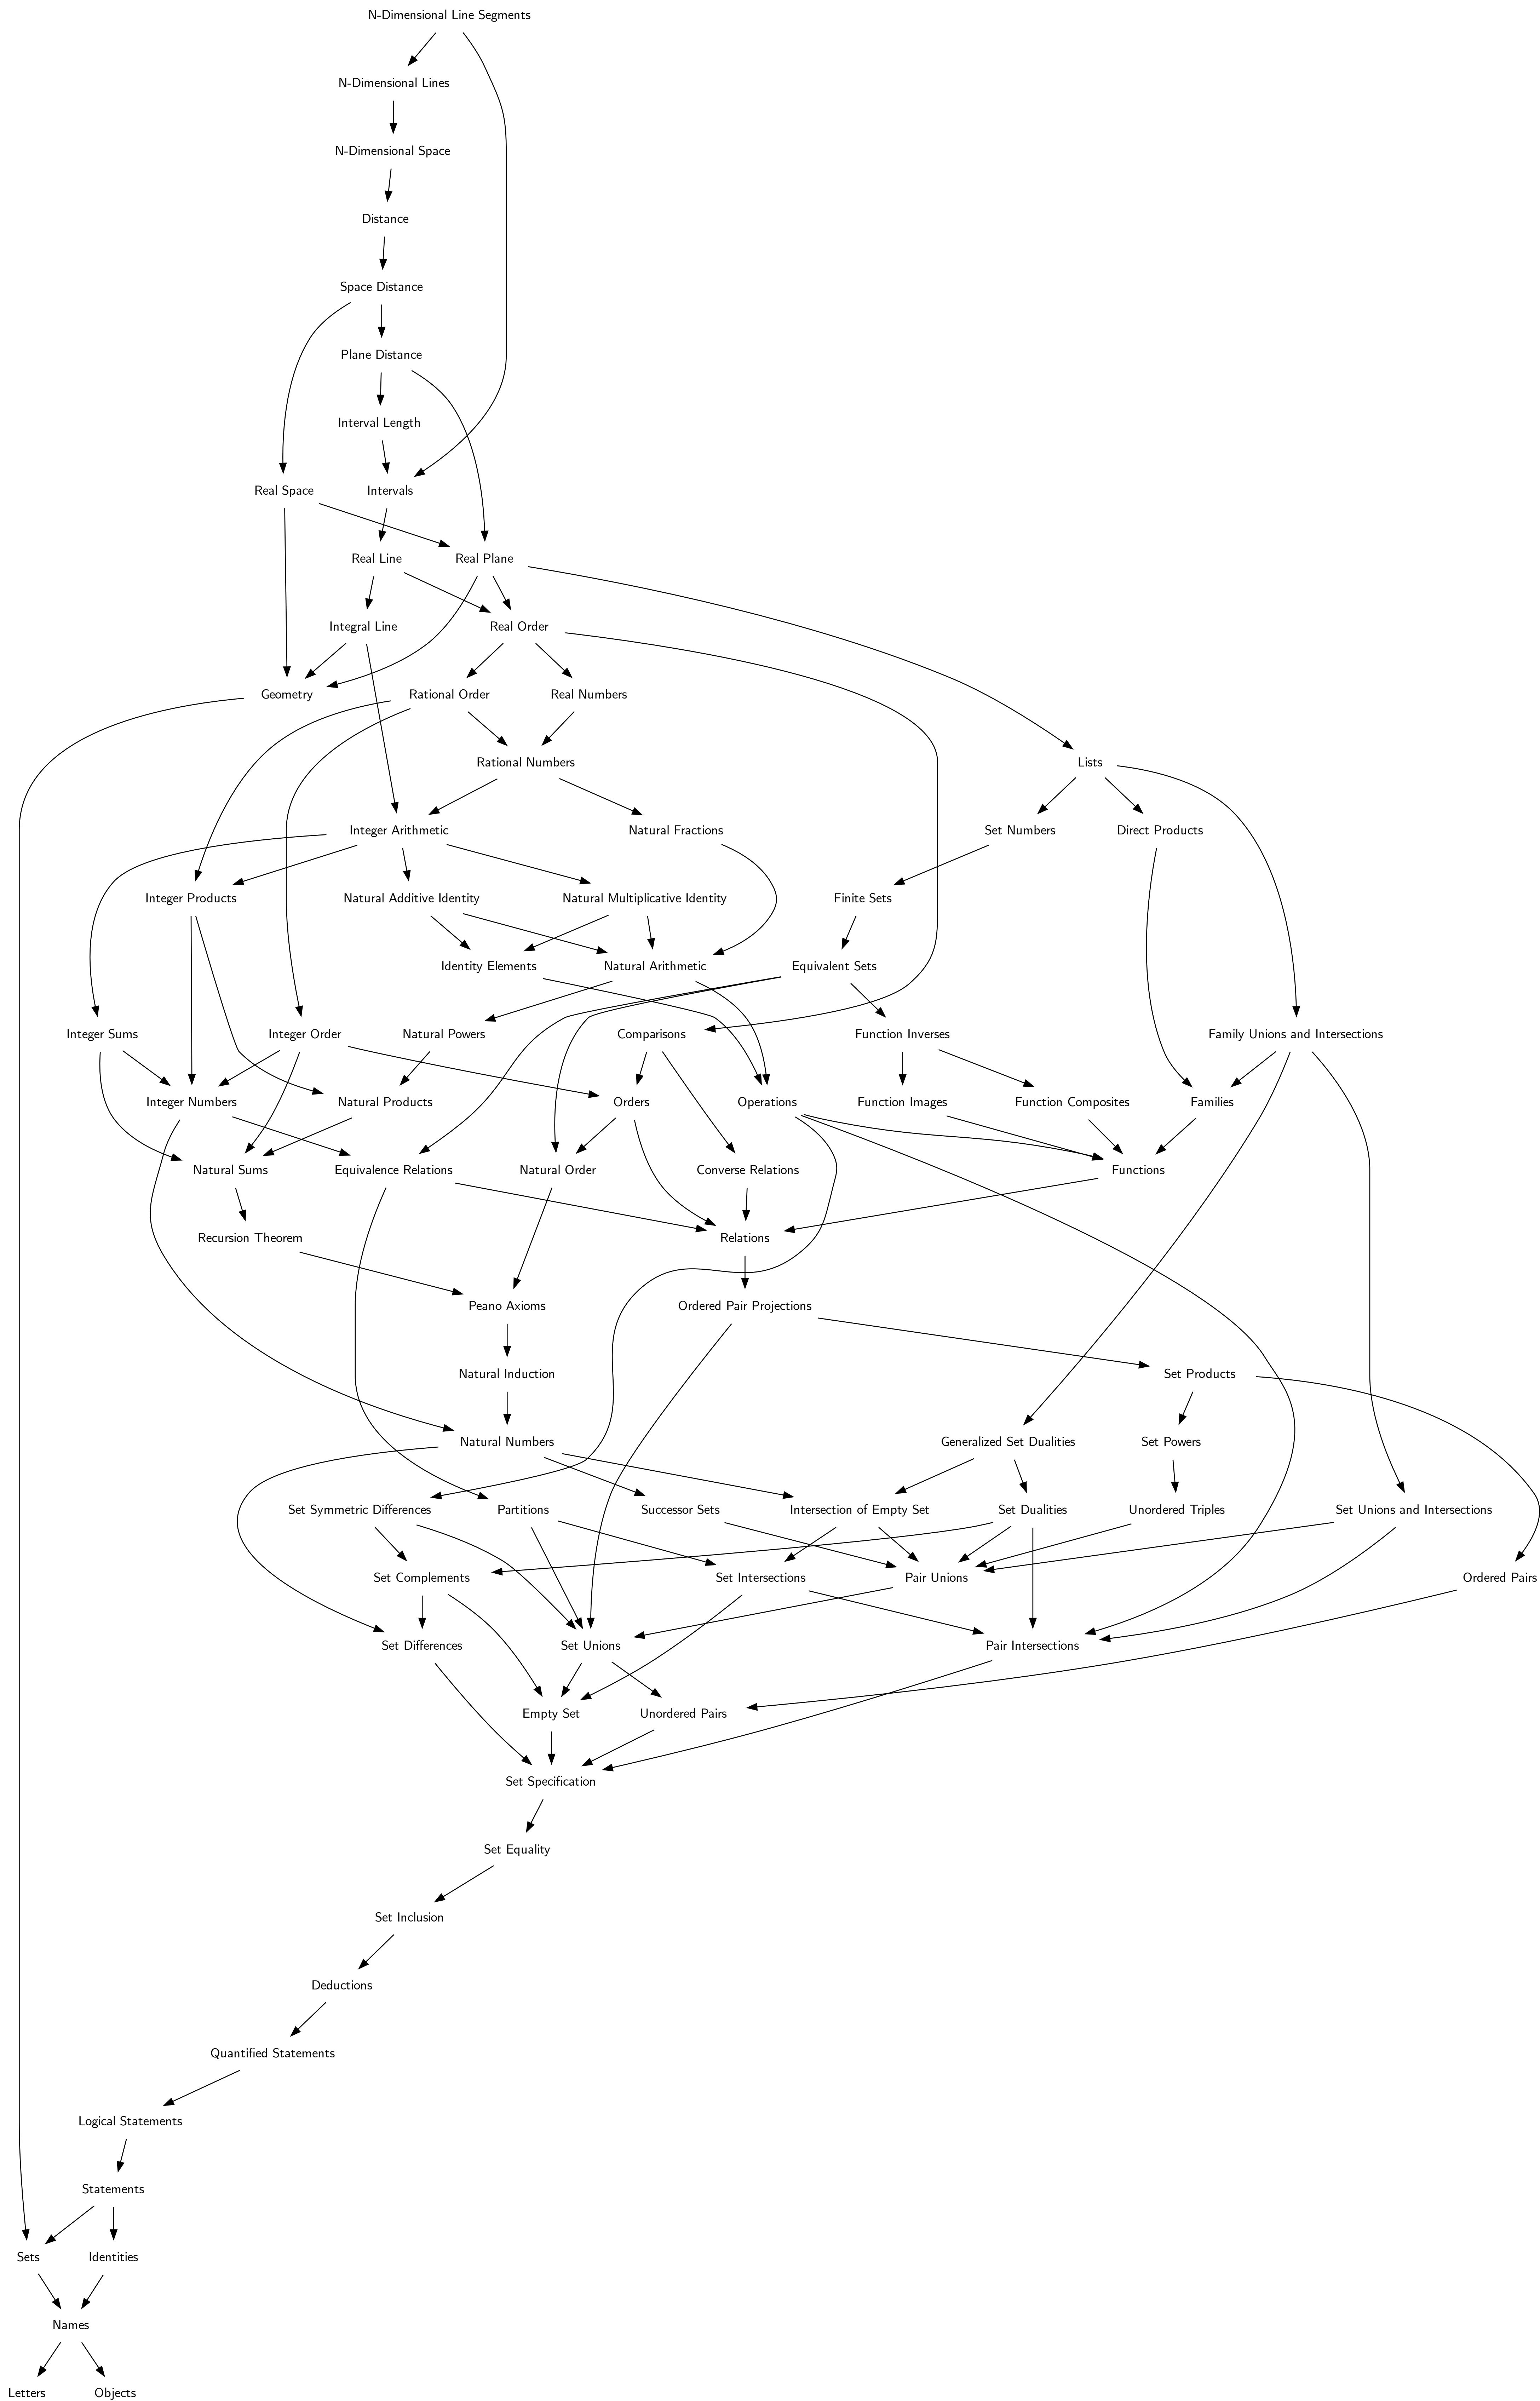 N-Dimensional Line Segments
N-Dimensional Lines
N-Dimensional Space
Distance
Space Distance
Plane Distance
Interval Length
Real Space
Intervals
Real Line
Real Plane
Integral Line
Real Order
Geometry
Rational Order
Real Numbers
Rational Numbers
Lists
Integer Arithmetic
Natural Fractions
Set Numbers
Direct Products
Integer Products
Natural Additive Identity
Natural Multiplicative Identity
Finite Sets
Identity Elements
Natural Arithmetic
Equivalent Sets
Integer Sums
Integer Order
Natural Powers
Comparisons
Function Inverses
Family Unions and Intersections
Integer Numbers
Natural Products
Orders
Operations
Function Images
Function Composites
Families
Natural Sums
Equivalence Relations
Natural Order
Converse Relations
Functions
Recursion Theorem
Relations
Peano Axioms
Ordered Pair Projections
Natural Induction
Set Products
Natural Numbers
Generalized Set Dualities
Set Powers
Set Symmetric Differences
Partitions
Successor Sets
Intersection of Empty Set
Set Dualities
Unordered Triples
Set Unions and Intersections
Set Complements
Set Intersections
Pair Unions
Ordered Pairs
Set Differences
Set Unions
Pair Intersections
Empty Set
Unordered Pairs
Set Specification
Set Equality
Set Inclusion
Deductions
Quantified Statements
Logical Statements
Statements
Sets
Identities
Names
Letters
Objects